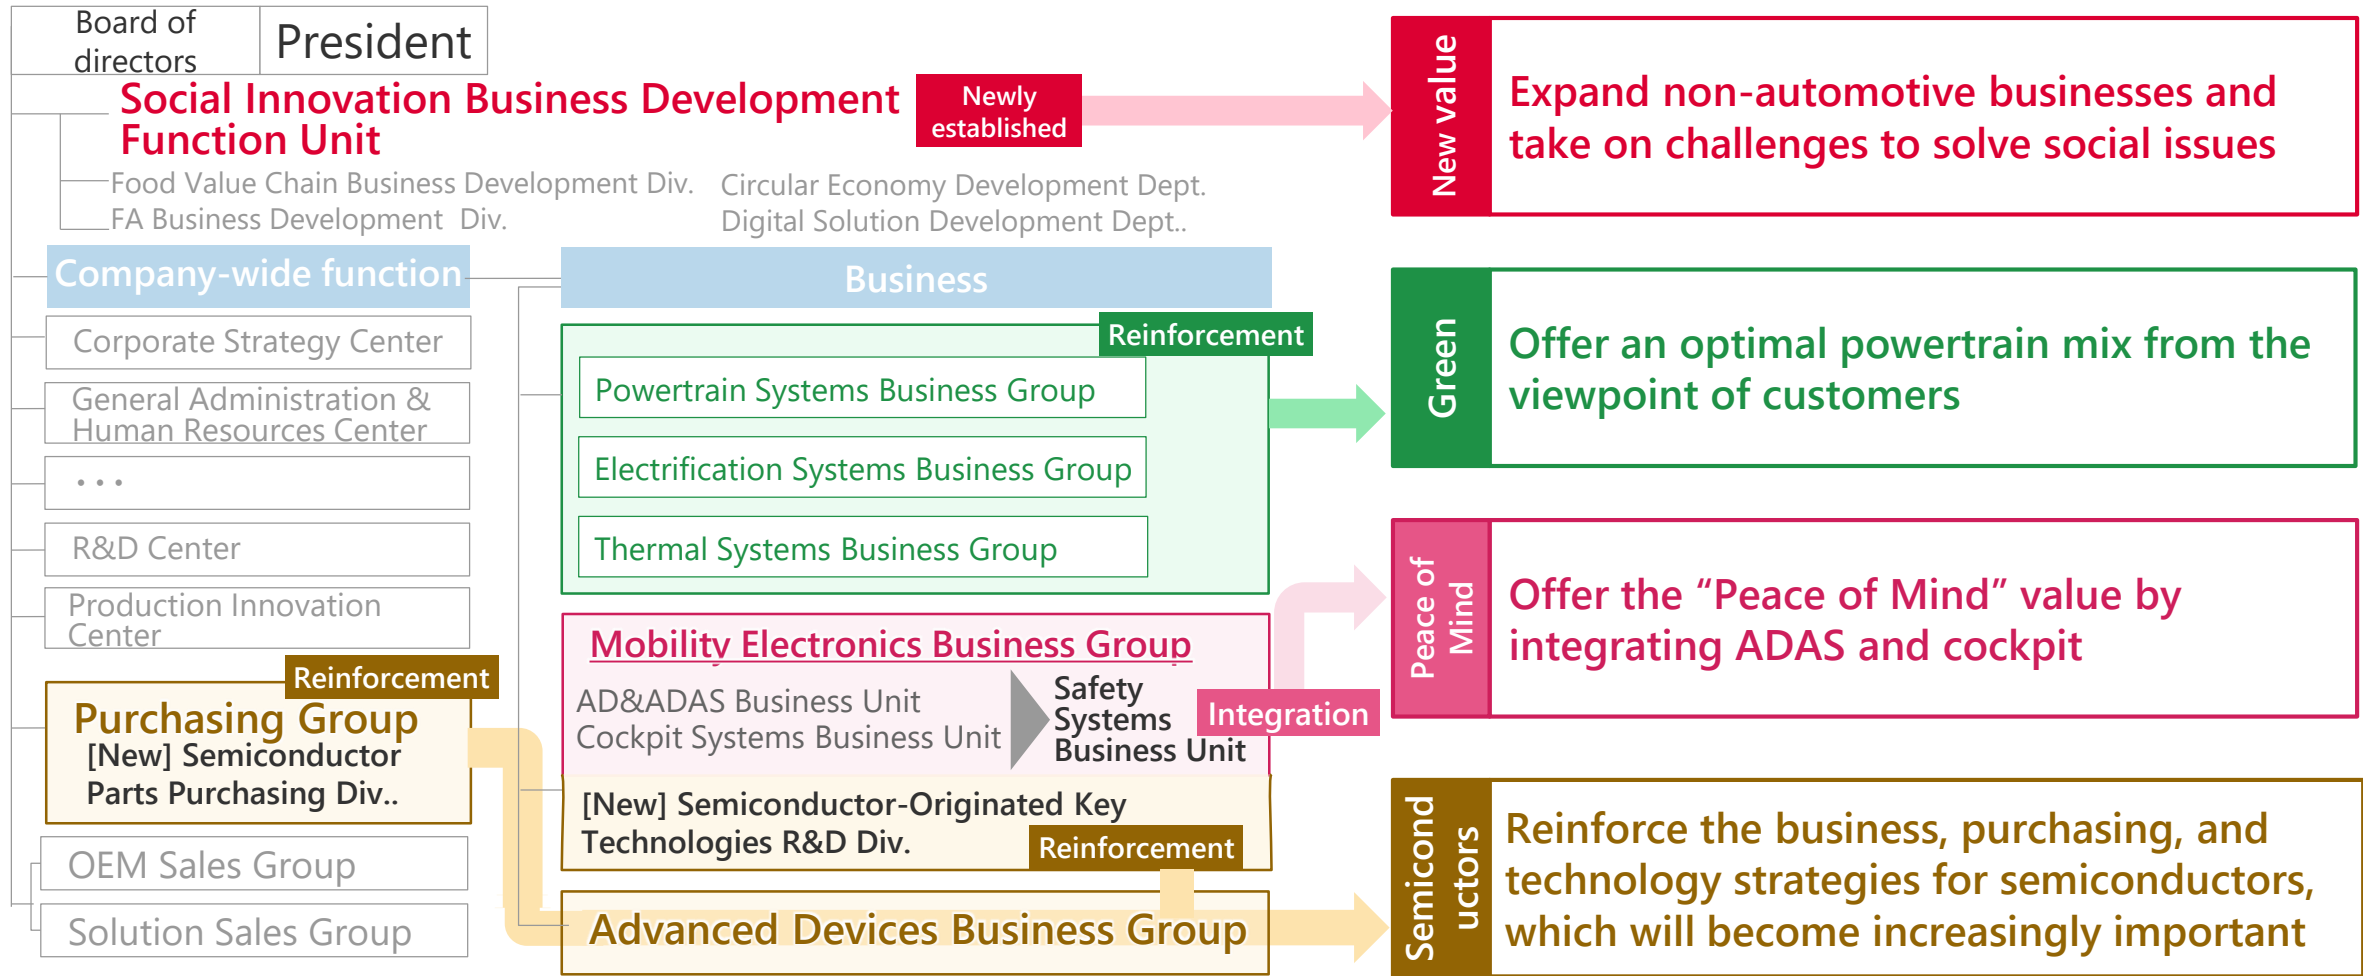 Board of
directors
President
Social Innovation Business Development
Function Unit
Newly
established
Food Value Chain Business Development Div.
FA Business Development Div.
Circular Economy Development Dept.
Digital Solution Development Dept..
New value
Expand non-automotive businesses and
take on challenges to solve social issues
Company-wide function
Corporate Strategy Center
General Administration &
Human Resources Center
・・・
R&D Center
Production Innovation
Center
Reinforcement
Purchasing Group
[New] Semiconductor
Parts Purchasing Div..
OEM Sales Group
Solution Sales Group
Business
Reinforcement
Powertrain Systems Business Group
Electrification Systems Business Group
Thermal Systems Business Group
Green
Offer an optimal powertrain mix from the
viewpoint of customers
Mobility Electronics Business Group
AD&ADAS Business Unit
Cockpit Systems Business Unit
Safety
Systems
Business Unit
Integration
Peace of
Mind
Offer the “Peace of Mind” value by
integrating ADAS and cockpit
[New] Semiconductor-Originated Key
Technologies R&D Div.
Reinforcement
Advanced Devices Business Group
Semicond
uctors
Reinforce the business, purchasing, and
technology strategies for semiconductors,
which will become increasingly important